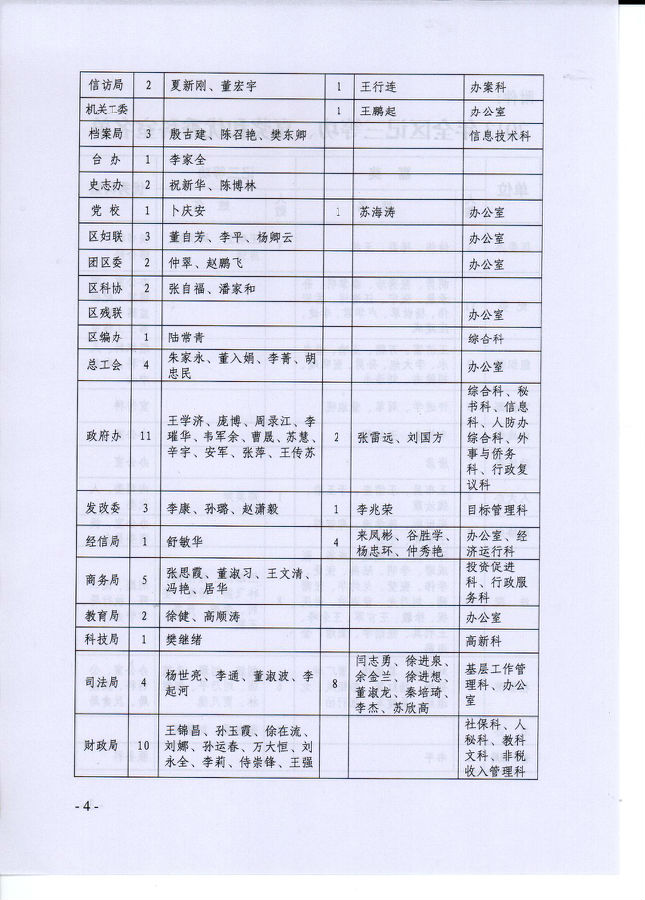 信访局 2 夏新刚、董宏宇 1 王行连 办案科
机关工委 1 王鹏起 办公室
档案局 3 殷古建、陈召艳、樊东卿 信息技术科
台办 1 李家全
史志办 2 祝新华、陈博林
党校 1 卜庆安 1 苏海涛 办公室
区妇联 3 董自芳、李平、杨卿云 办公室
团区委 2 仲翠、赵鹏飞 办公室
区科协 2 张自福、潘家和
区残联 办公室
区编办 1 陆常青 综合科
总工会 4 朱家永、董入娟、李菁、胡
忠民 办公室
政府办 11 王学济、庞博、周录江、李
璀华、韦军余、曹晟、苏慧、
辛宇、安军、张萍、王传苏
2 张雷远、刘国方
综合科、秘
书科、信息
科、人防办
综合科、外
事与侨务
科、行政复
议科
发改委 3 李康、孙璐、赵潇毅 1 李兆荣 目标管理科
经信局 1 舒敏华 4 来凤彬、谷胜学、
杨忠环、仲秀艳
办公室、经
济运行科
商务局 5 张思霞、董淑习、王文清、
冯艳、居华
投资促进
科、行政服
务科
教育局 2 徐健、高顺涛 办公室
科技局 1 樊继绪 高新科
司法局 4 杨世亮、李通、董淑波、李
起河
8 闫志勇、徐进泉、
余金兰、徐进想、
董淑龙、秦培琦、
李杰、苏欣高
基层工作管
理科、办公
室
财政局 10 王锦昌、孙玉霞、俆在流、
刘娜、孙运春、万大恒、刘
永全、李莉、侍崇锋、王强
社保科、人
秘科、教科
文科、非税
收入管理科
- 4 -